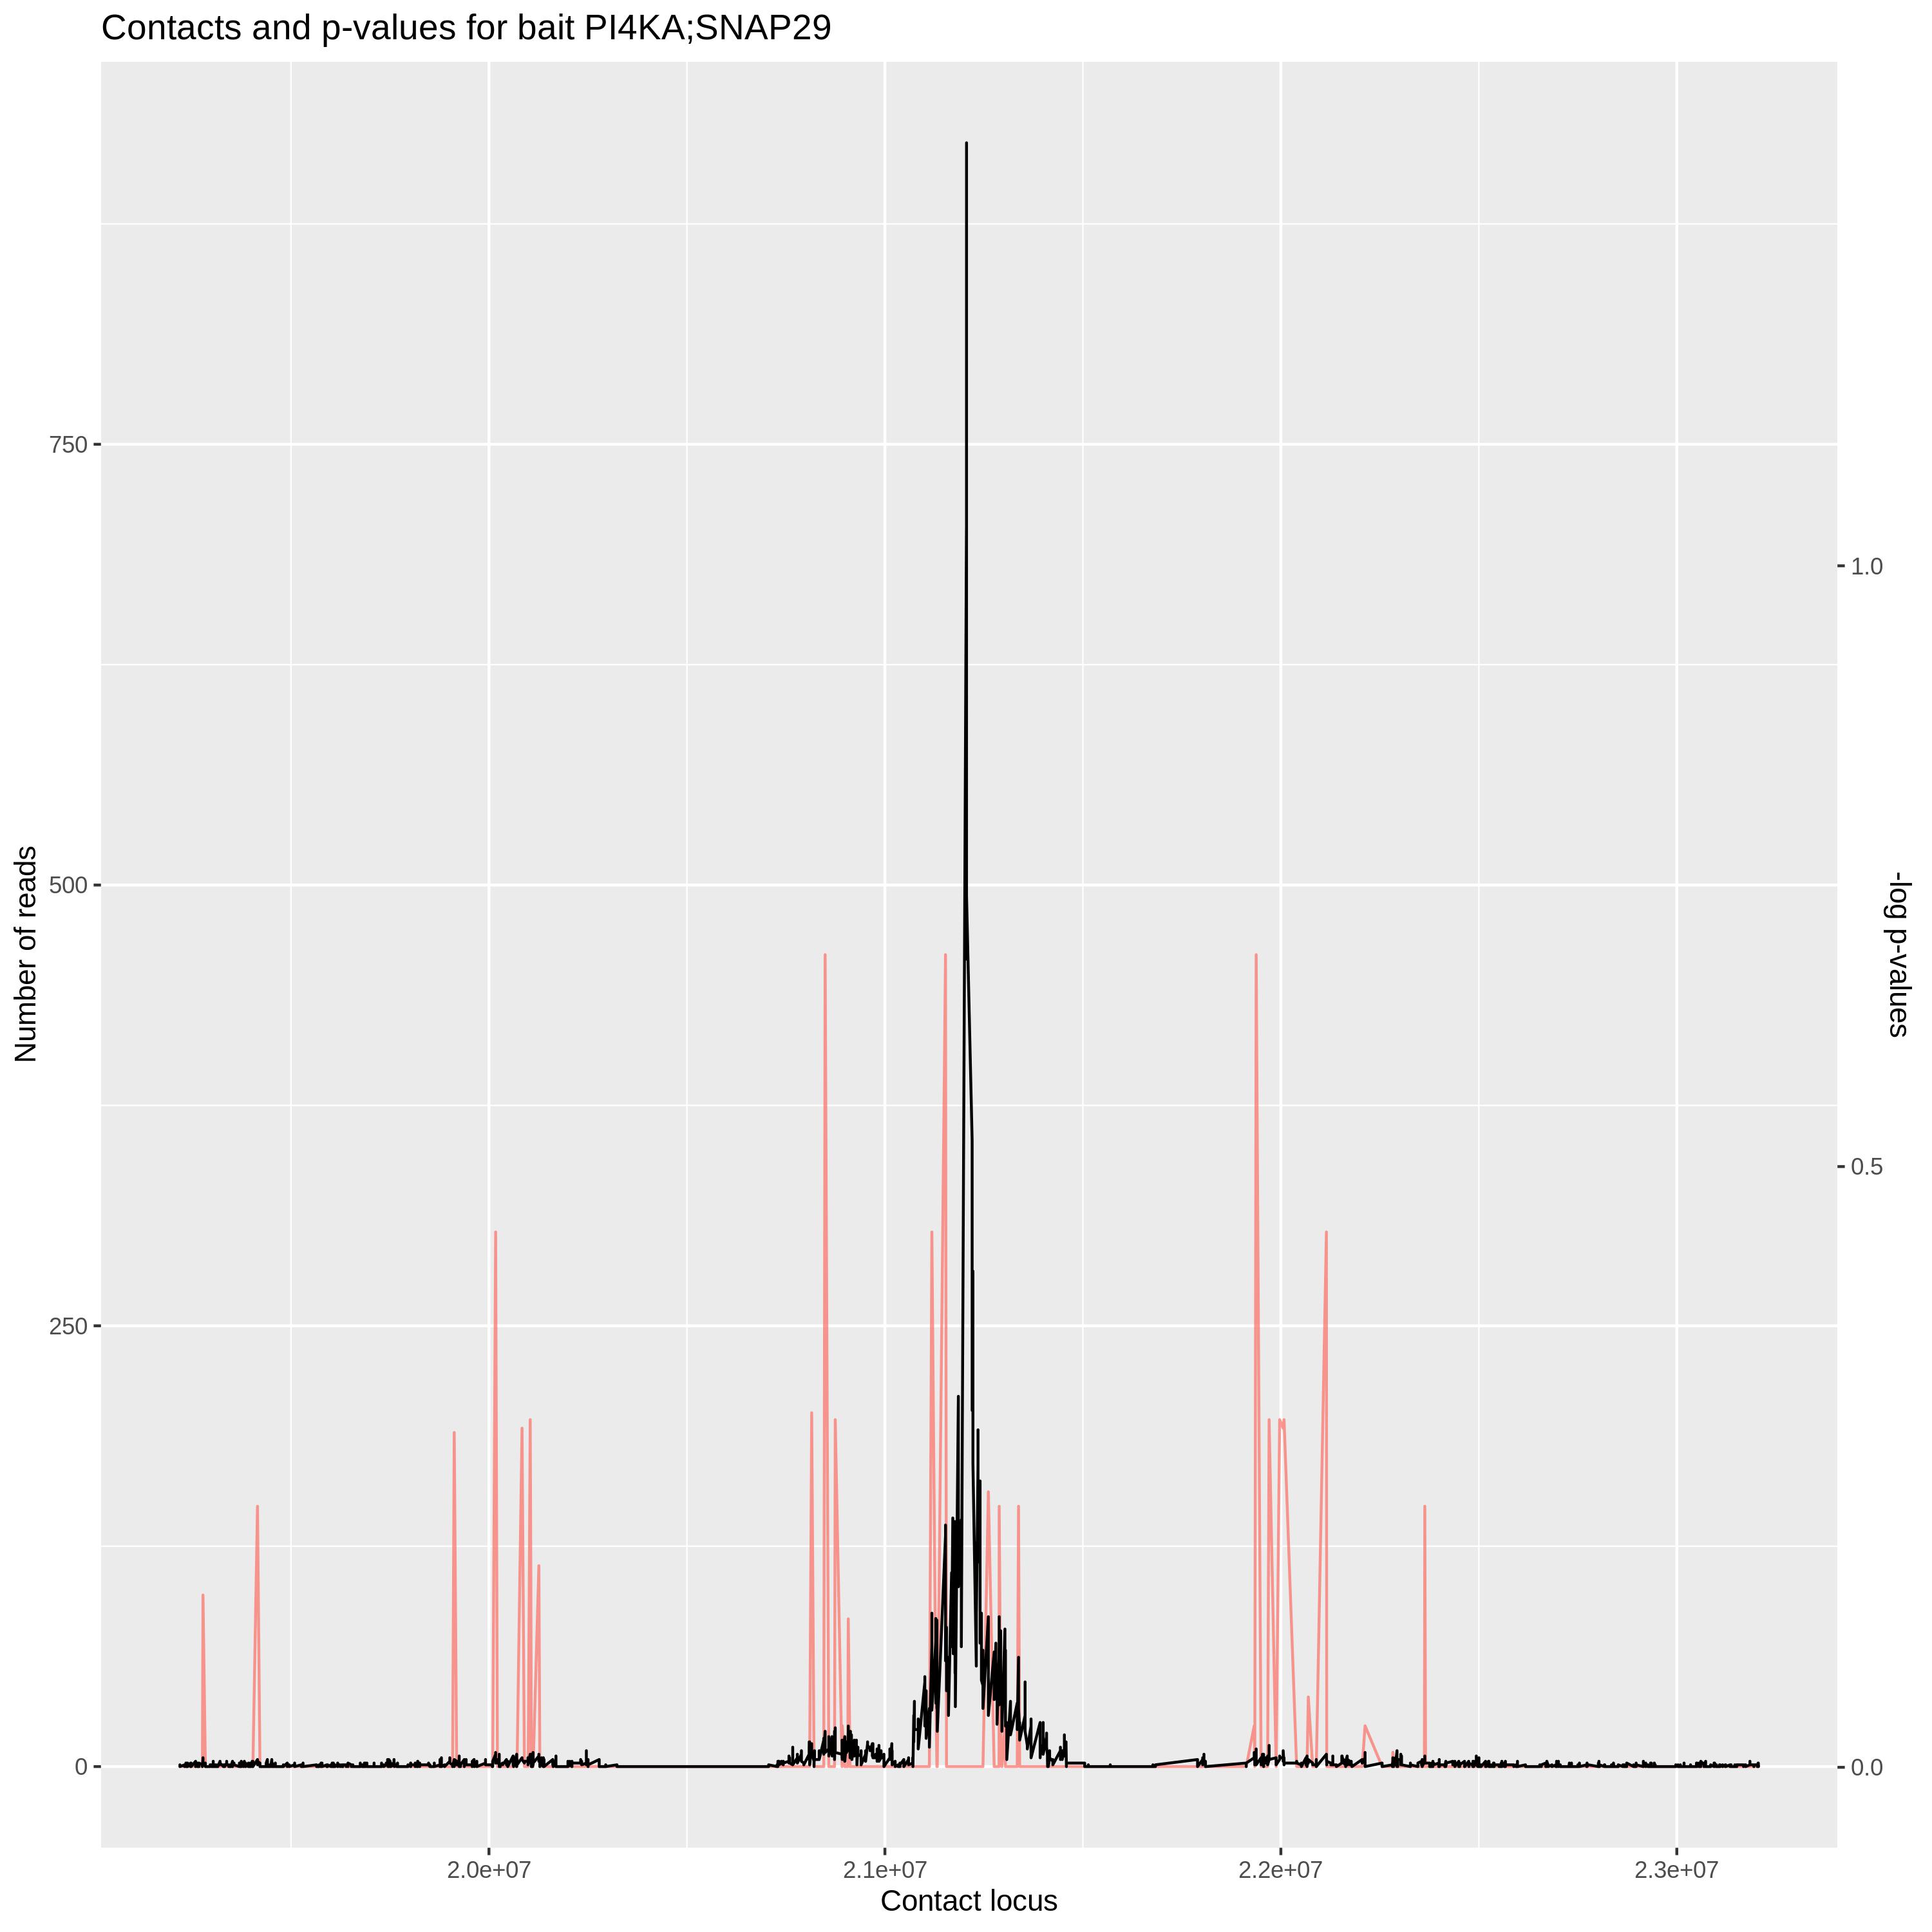 Contacts and p-values for bait PI4KA;SNAP29
Number of reads
750
500
250
0
1.0
0.5
0.0
-log p-values
2.0e+07
2.1e+07
2.2e+07
2.3e+07
Contact locus